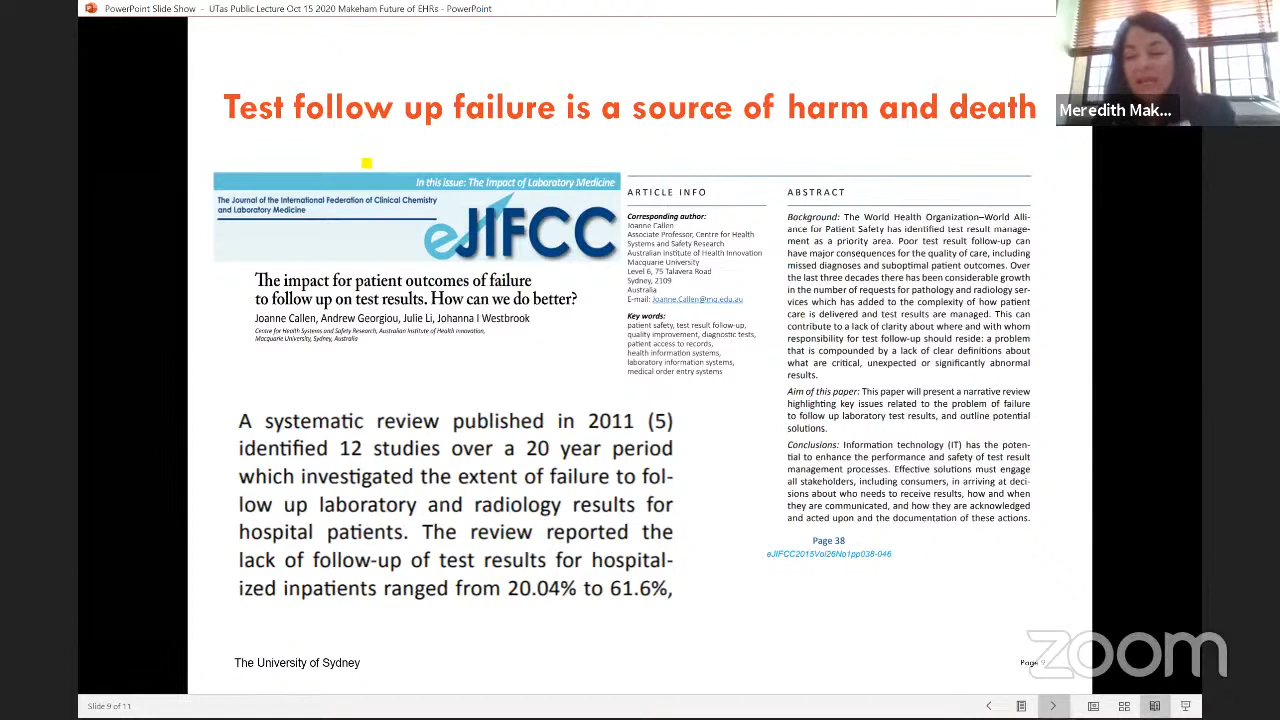 PowerPoint Slide Show - UTas Public Lecture Oct 15 2020 Makeham Future of EHRs - PowerPoint
Meredith Mak...
Test follow up failure is a source of harm and death
In this issue: The Impact of Laboratory Medicine
The Journal of the International Federation of Clinical Chemistry
and Laboratory Medicine
eJIFCC
The impact for patient outcomes of failure
to follow up on test results. How can we do better?
Joanne Callen, Andrew Georgiou, Julie Li, Johanna I Westbrook
Centre for Health Systems and Safety Research, Australian Institute of Health Innovation,
Macquarie University, Sydney, Australia
ARTICLE INFO
Corresponding author:
Joanne Callen
Associate Professor, Centre for Health
Systems and Safety Research
Australian Institute of Health Innovation
Macquarie University
Level 6, 75 Talavera Road
Sydney, 2109
Australia
E-mail: Joanne.Callen@mq.edu.au
Key words:
patient safety, test result follow-up,
quality improvement, diagnostic tests,
patient access to records,
health information systems,
laboratory information systems,
medical order entry systems
ABSTRACT
Background: The World Health Organization–World Alli-
ance for Patient Safety has identified test result manage-
ment as a priority area. Poor test result follow-up can
have major consequences for the quality of care, including
missed diagnoses and suboptimal patient outcomes. Over
the last three decades there has been considerable growth
in the number of requests for pathology and radiology ser-
vices which has added to the complexity of how patient
care is delivered and test results are managed. This can
contribute to a lack of clarity about where and with whom
responsibility for test follow-up should reside: a problem
that is compounded by a lack of clear definitions about
what are critical, unexpected or significantly abnormal
results.
Aim of this paper: This paper will present a narrative review
highlighting key issues related to the problem of failure
to follow up laboratory test results, and outline potential
solutions.
Conclusions: Information technology (IT) has the poten-
tial to enhance the performance and safety of test result
management processes. Effective solutions must engage
all stakeholders, including consumers, in arriving at deci-
sions about who needs to receive results, how and when
they are communicated, and how they are acknowledged
and acted upon and the documentation of these actions.
Page 38
eJIFCC2015Vol26No1pp038-046
A systematic review published in 2011 (5)
identified 12 studies over a 20 year period
which investigated the extent of failure to fol-
low up laboratory and radiology results for
hospital patients. The review reported the
lack of follow-up of test results for hospital-
ized inpatients ranged from 20.04% to 61.6%,
The University of Sydney
Page 9
zoom
Slide 9 of 11